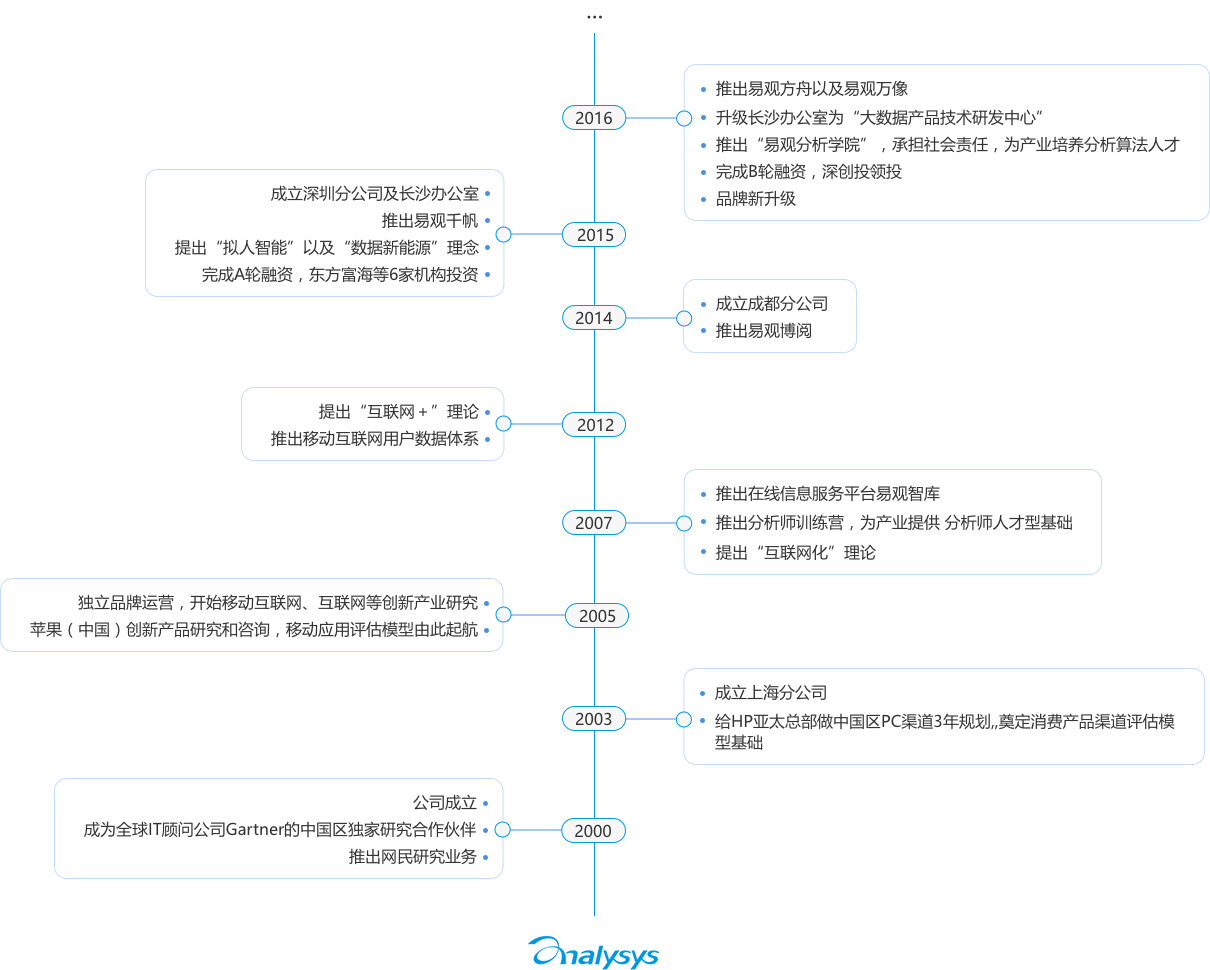 ...
2016
推出易观方舟以及易观万像
升级长沙办公室为“大数据产品技术研发中心”
推出“易观分析学院”，承担社会责任，为产业培养分析算法人才
完成B轮融资，深创投领投
品牌新升级
2015
成立深圳分公司及长沙办公室
推出易观千帆
提出“拟人智能”以及“数据新能源”理念
完成A轮融资，东方富海等6家机构投资
2014
成立成都分公司
推出易观博阅
2012
提出“互联网＋”理论
推出移动互联网用户数据体系
2007
推出在线信息服务平台易观智库
推出分析师训练营，为产业提供 分析师人才型基础
提出“互联网化”理论
2005
独立品牌运营，开始移动互联网、互联网等创新产业研究
苹果（中国）创新产品研究和咨询，移动应用评估模型由此起航
2003
成立上海分公司
给HP亚太总部做中国区PC渠道3年规划,,奠定消费产品渠道评估模
型基础
2000
公司成立
成为全球IT顾问公司Gartner的中国区独家研究合作伙伴
推出网民研究业务
analysys